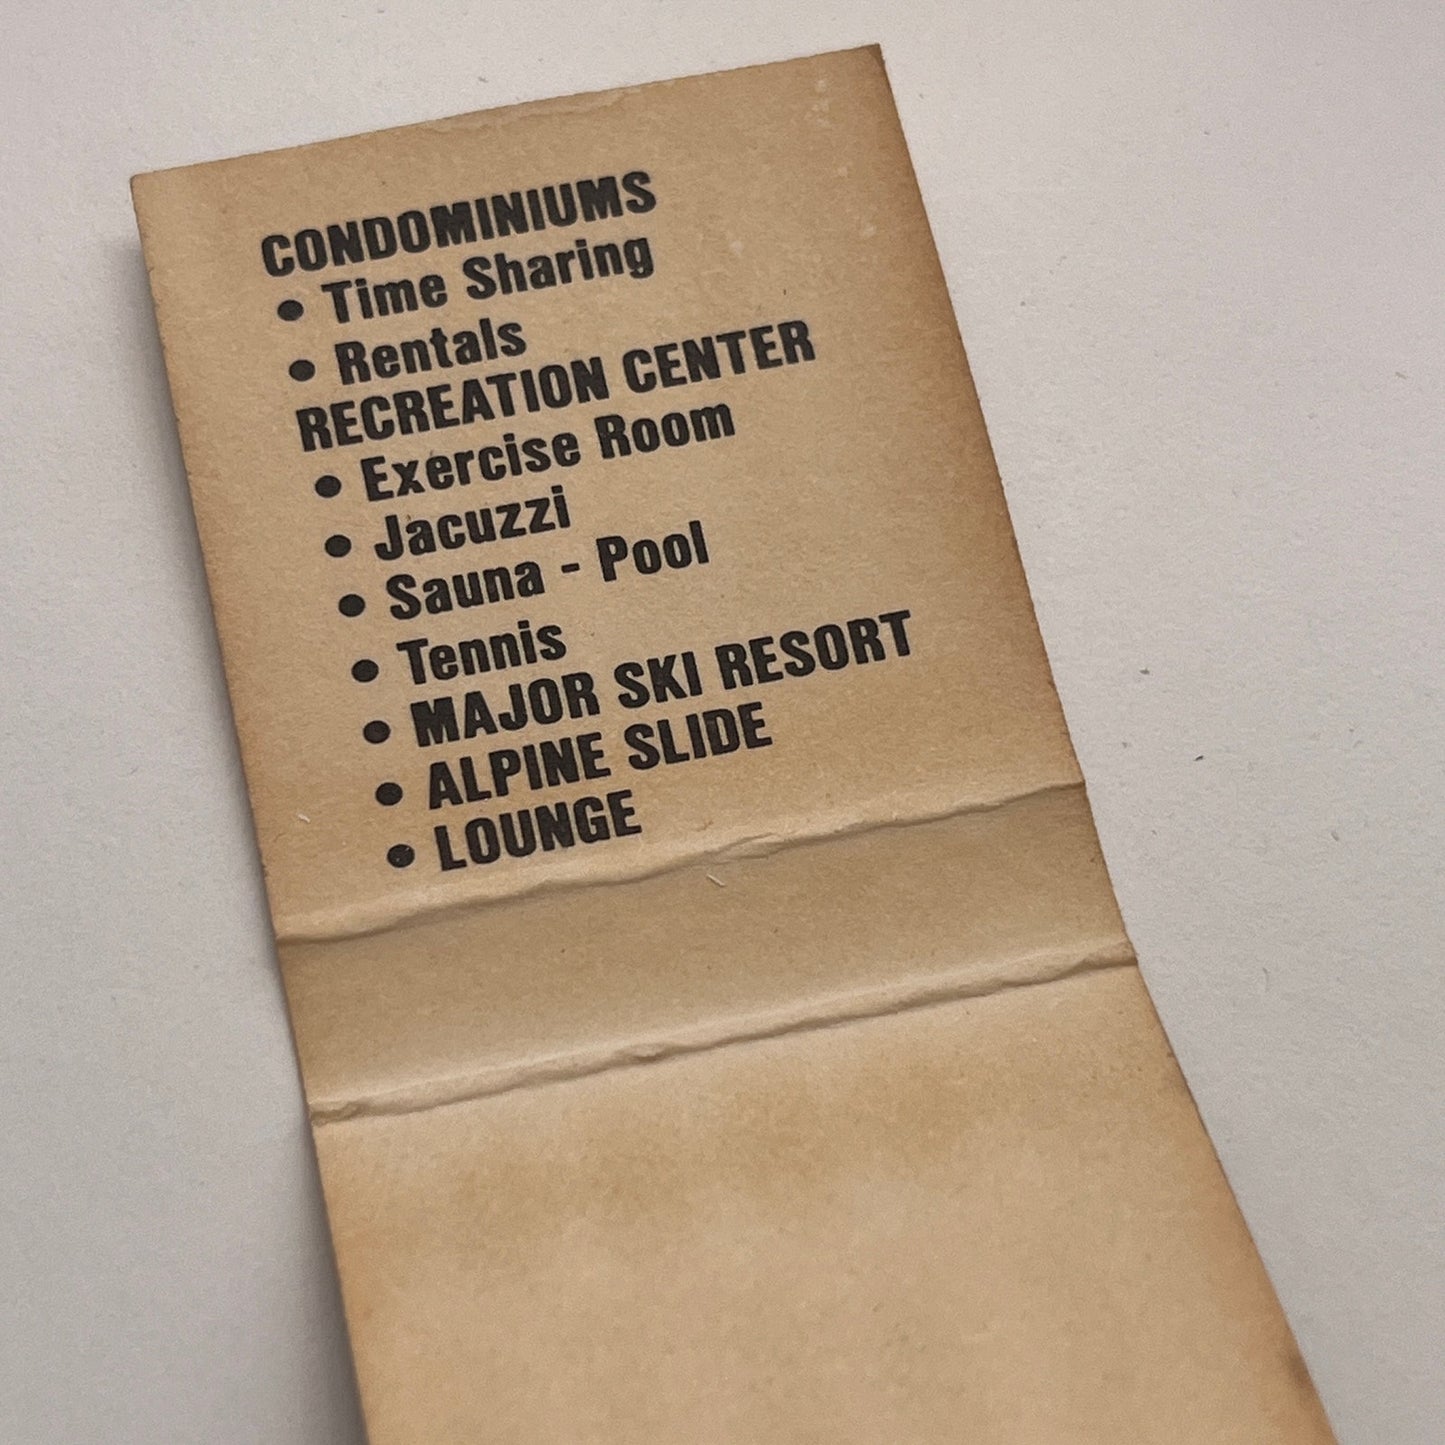 CONDOMINIUMS
• Time Sharing
• Rentals
RECREATION CENTER
• Exercise Room
• Jacuzzi
• Sauna - Pool
• Tennis
• MAJOR SKI RESORT
• ALPINE SLIDE
• LOUNGE